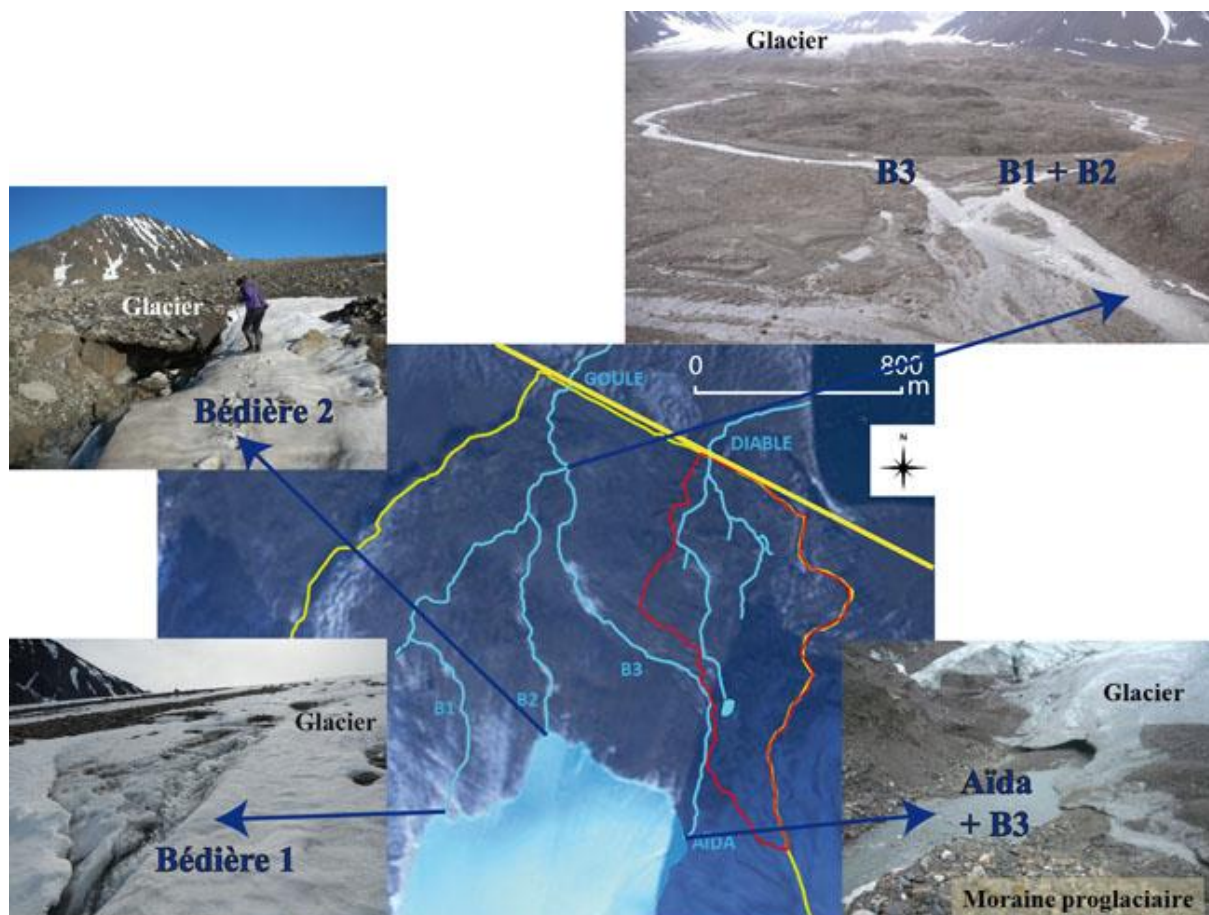 Glacier
B3
B1 + B2
Glacier
Bédière 2
0
800
m
GOULE
DIABLE
N
B1
B2
B3
AÏDA
Glacier
Bédière 1
Glacier
Aïda
+ B3
Moraine proglaciaire